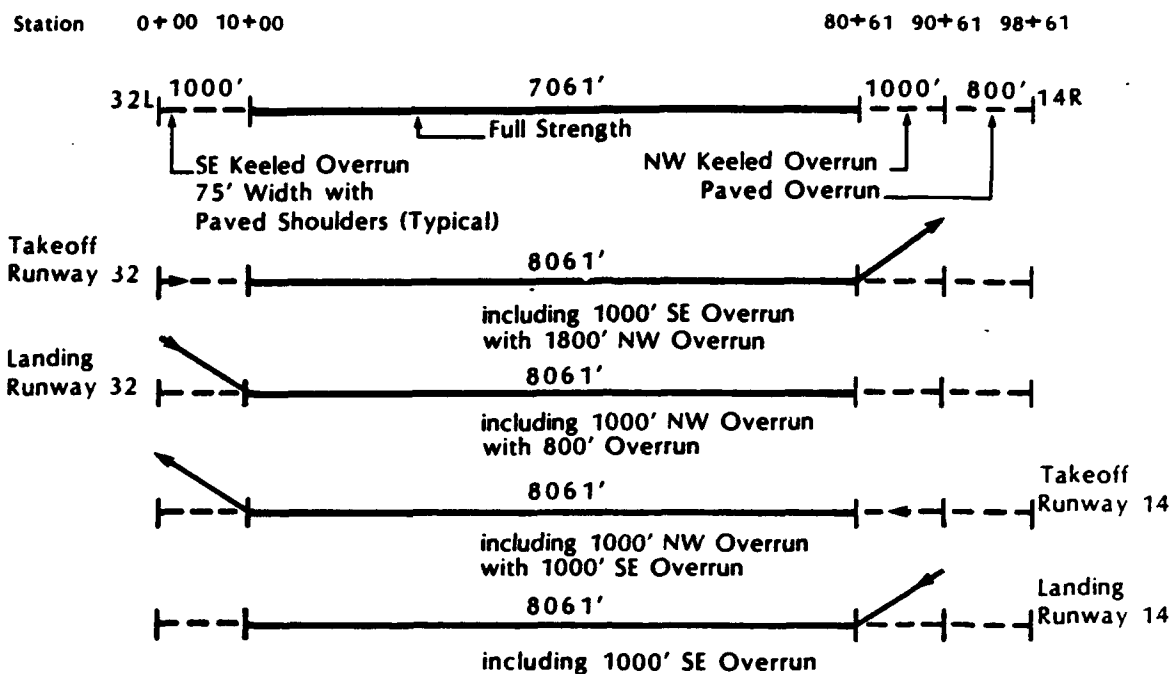 Station 0+00 10+00 80+61 90+61 98+61
1000' 7061' 1000' 800'
32L 14R
Full Strength
SE Keeled Overrun
75' Width with
Paved Shoulders (Typical)
NW Keeled Overrun
Paved Overrun
Takeoff
Runway 32
8061'
including 1000' SE Overrun
with 1800' NW Overrun
Landing
Runway 32
8061'
including 1000' NW Overrun
with 800' Overrun
8061'
Takeoff
Runway 14
including 1000' NW Overrun
with 1000' SE Overrun
8061'
Landing
Runway 14
including 1000' SE Overrun